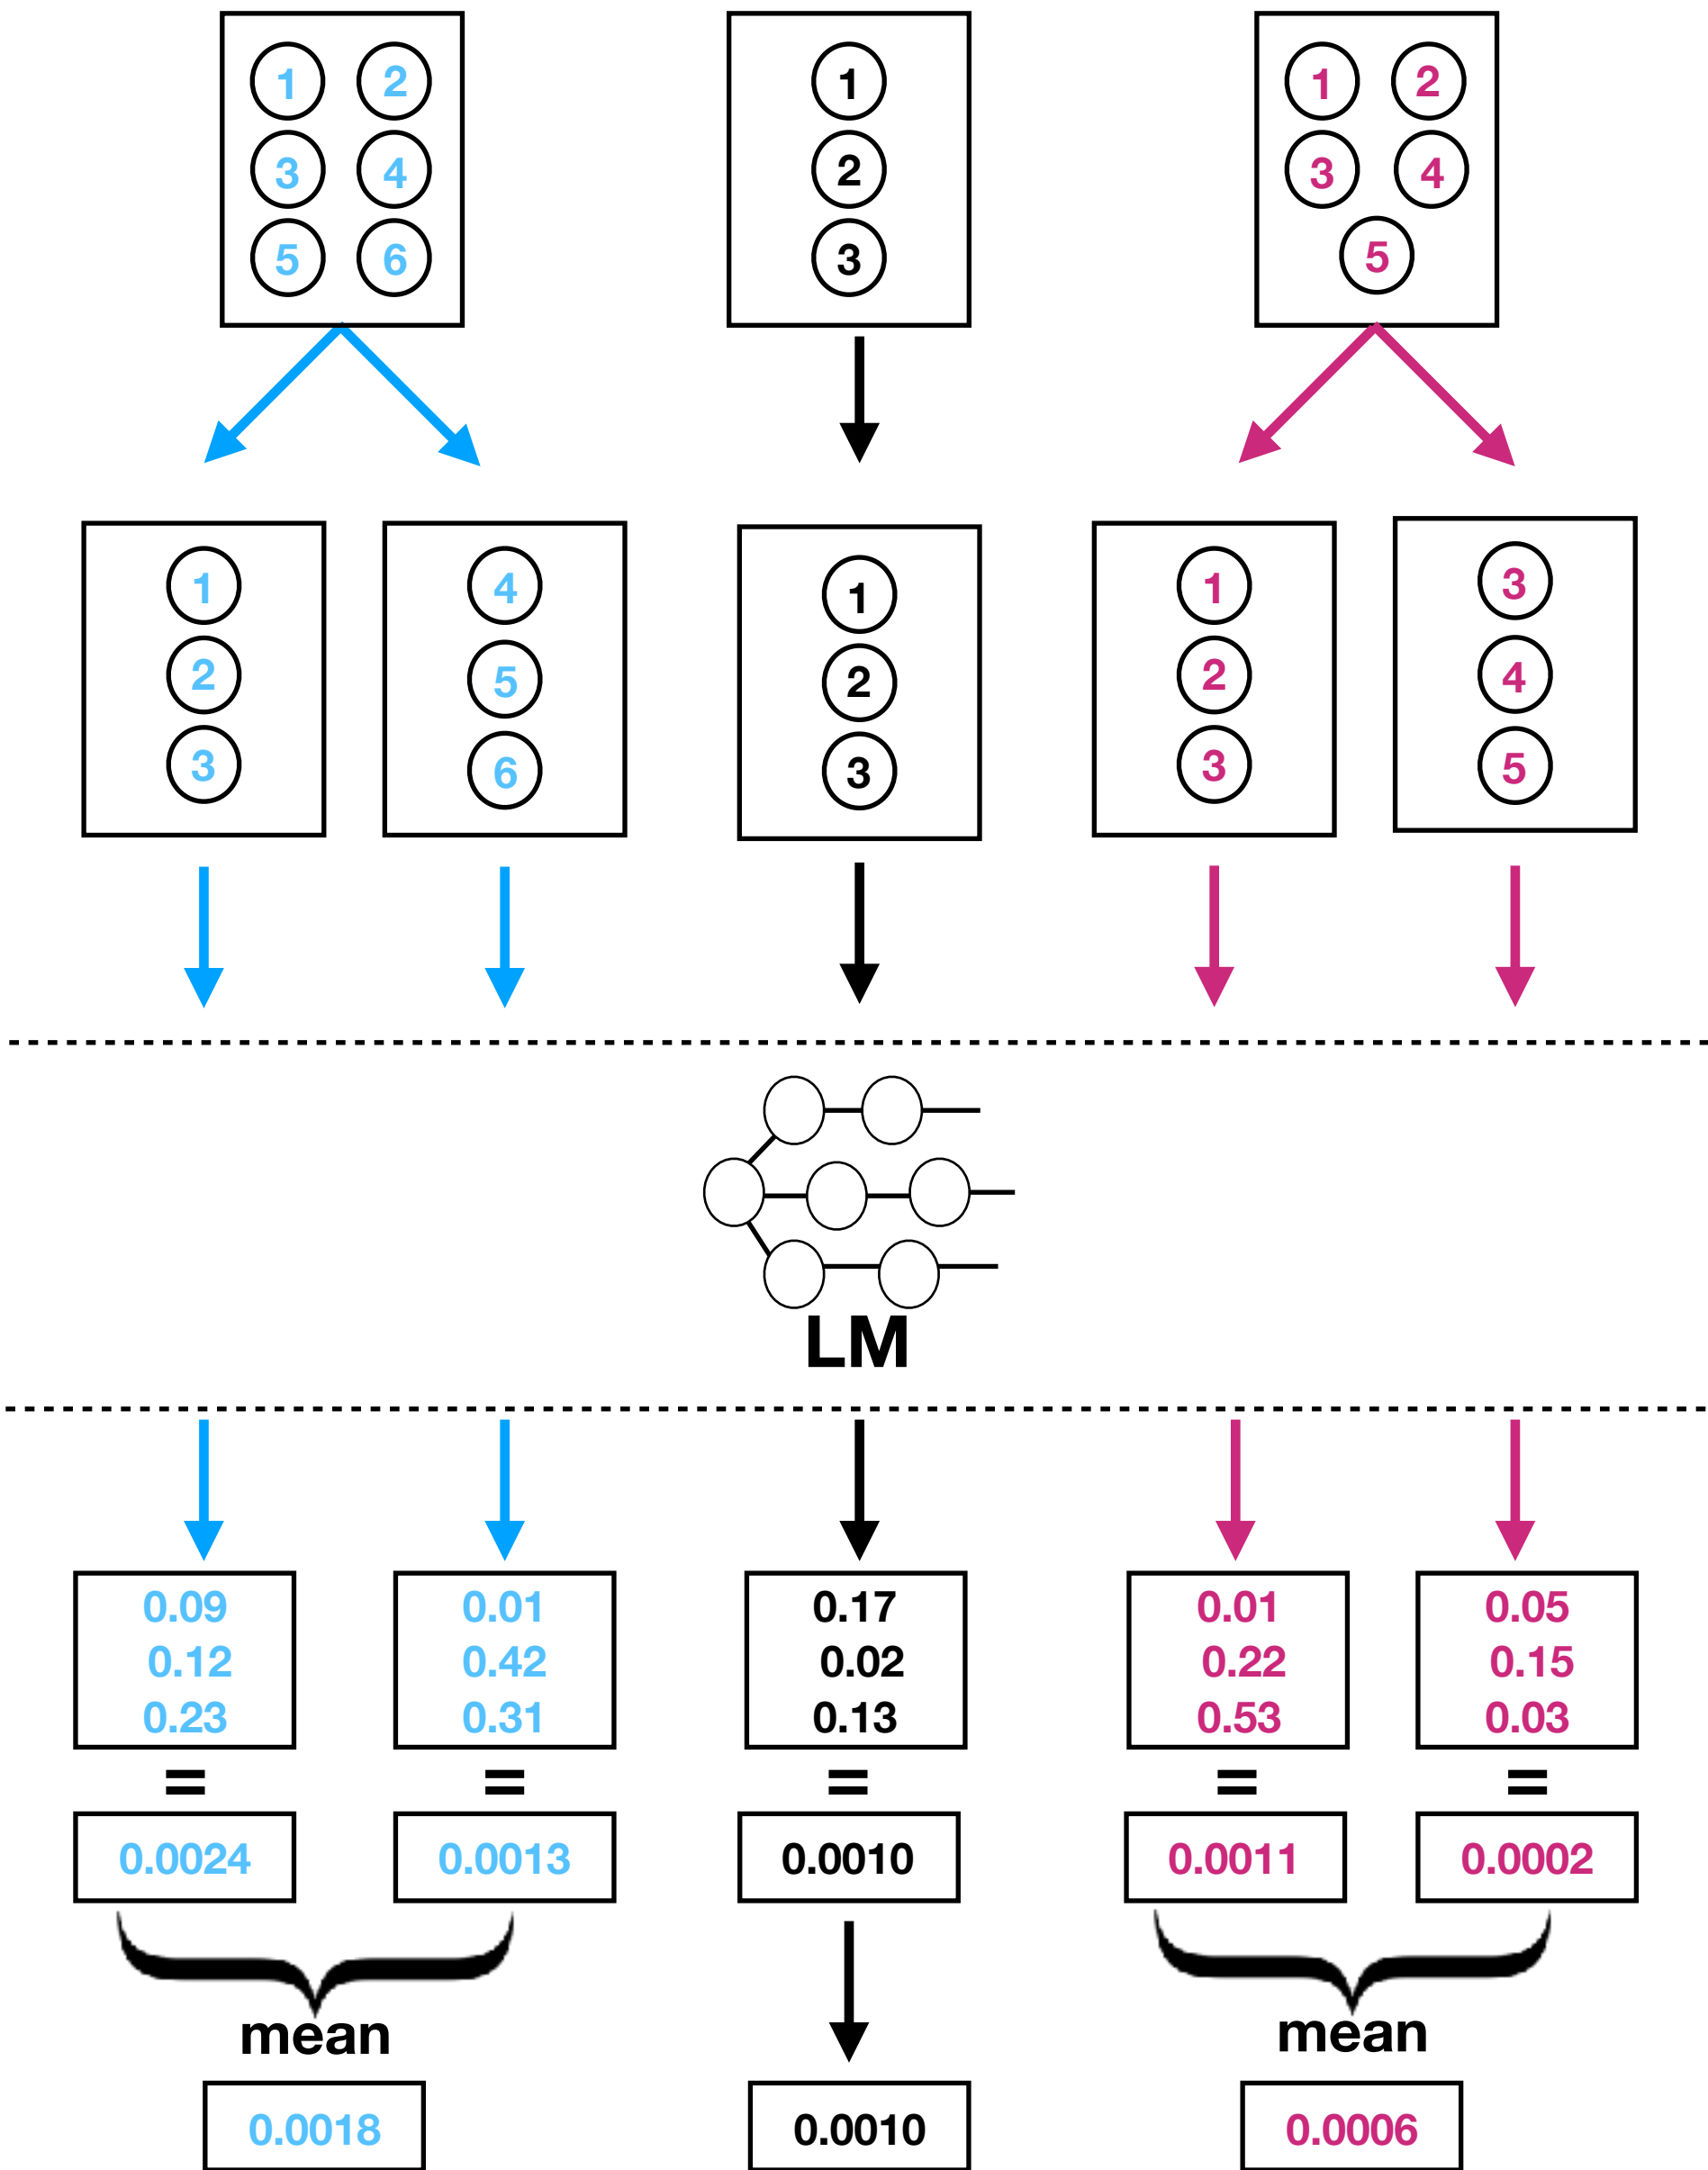 1 2 1 1 2
3 4 2 3 4
5 6 3 5
1 4 1 1 3
2 5 2 2 4
3 6 3 3 5
LM
0.09 0.01 0.17 0.01 0.05
0.12 0.42 0.02 0.22 0.15
0.23 0.31 0.13 0.53 0.03
= = = = =
0.0024 0.0013 0.0010 0.0011 0.0002
mean mean
0.0018 0.0010 0.0006